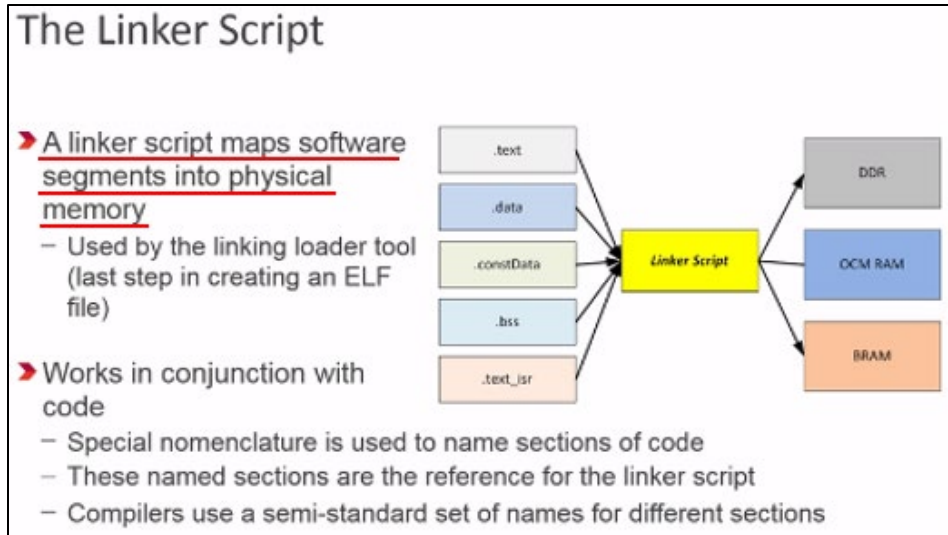 The Linker Script
A linker script maps software
segments into physical
memory
– Used by the linking loader tool
(last step in creating an ELF
file)
Works in conjunction with
code
– Special nomenclature is used to name sections of code
– These named sections are the reference for the linker script
– Compilers use a semi-standard set of names for different sections
.text
.data
.constData
.bss
.text_isr
Linker Script
DDR
OCM RAM
BRAM